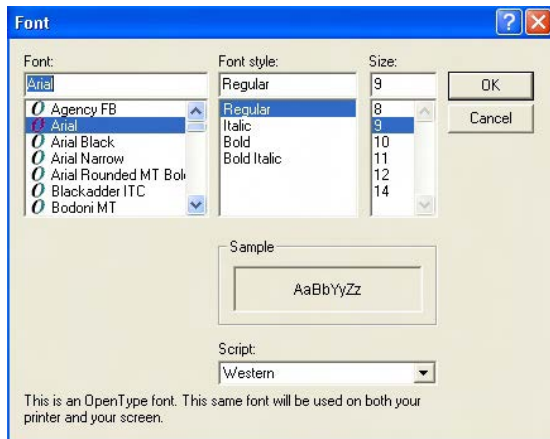 Font
Font:
Arial
Agency FB
Arial
Arial Black
Arial Narrow
Arial Rounded MT Bol
Blackadder ITC
Bodoni MT
Font style:
Regular
Regular
Italic
Bold
Bold Italic
Size:
9
8
9
10
11
12
14
OK
Cancel
Sample
AaBbYyZz
Script:
Western
This is an OpenType font. This same font will be used on both your
printer and your screen.